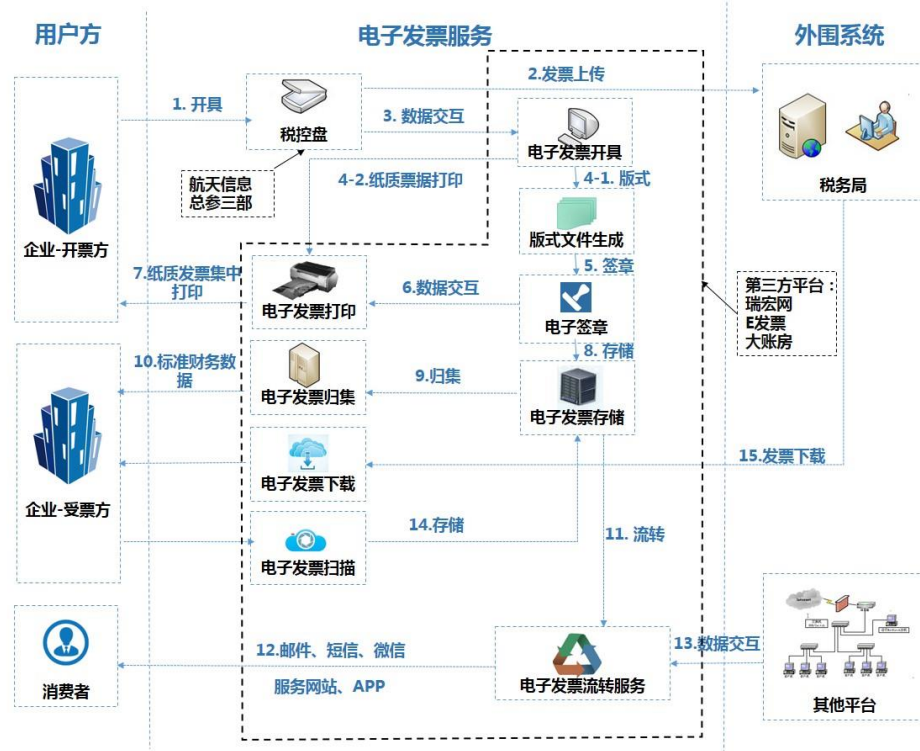 用户方
电子发票服务
外围系统
2.发票上传
1. 开具
税控盘
3. 数据交互
电子发票开具
税务局
航天信息
总参三部
4-2.纸质票据打印
4-1. 版式
企业-开票方
版式文件生成
5. 签章
7.纸质发票集中
打印
电子发票打印
6.数据交互
电子签章
第三方平台：
瑞宏网
E发票
大账房
8. 存储
10.标准财务数
据
电子发票归集
9.归集
电子发票存储
15.发票下载
企业-受票方
电子发票下载
14.存储
11. 流转
电子发票扫描
12.邮件、短信、微信
服务网站、APP
13.数据交互
消费者
电子发票流转服务
其他平台